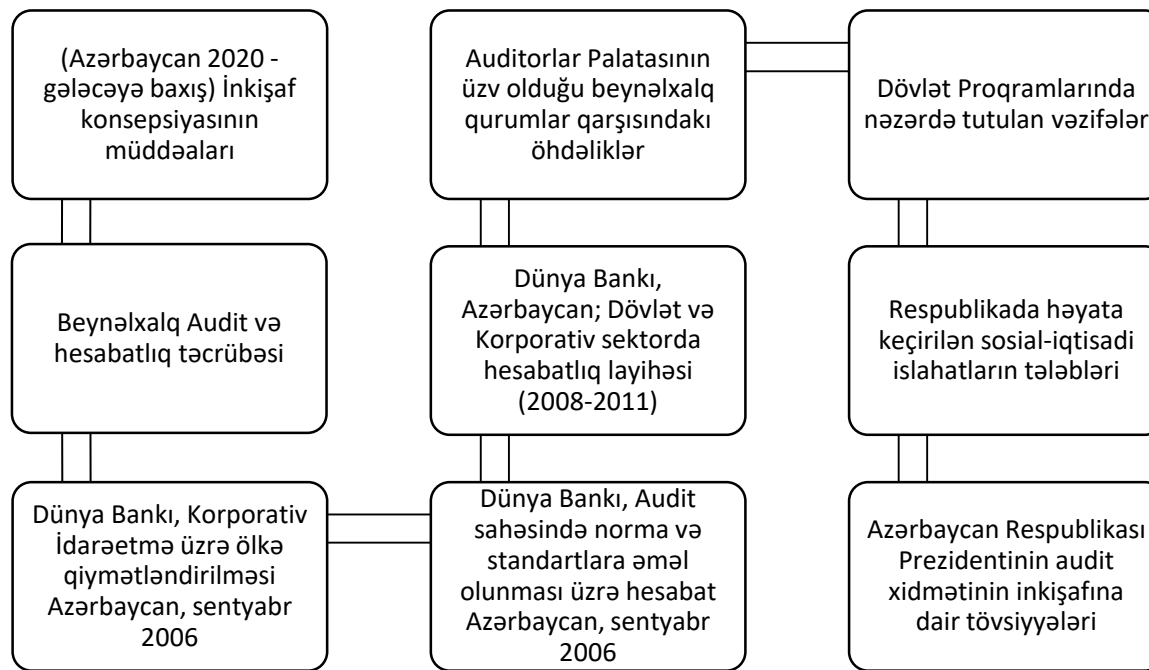 (Azərbaycan 2020 -
gələcəyə baxış) İnkişaf
konsepsiyasının
müddəaları
Beynəlxalq Audit və
hesabatlıq təcrübəsi
Dünya Bankı, Korporativ
İdarəetmə üzrə ölkə
qiymətləndirilməsi
Azərbaycan, sentyabr
2006
Dünya Bankı, Audit
sahəsində norma və
standartlara əməl
olunması üzrə hesabat
Azərbaycan, sentyabr
2006
Dünya Bankı,
Azərbaycan; Dövlət və
Korporativ sektorda
hesabatlıq layihəsi
(2008-2011)
Auditorlar Palatasının
üzv olduğu beynəlxalq
qurumlar qarşısındakı
öhdəliklər
Dövlət Proqramlarında
nəzərdə tutulan vəzifələr
Respublikada həyata
keçirilən sosial-iqtisadi
islahatların tələbləri
Azərbaycan Respublikası
Prezidentinin audit
xidmətinin inkişafına
dair tövsiyyələri